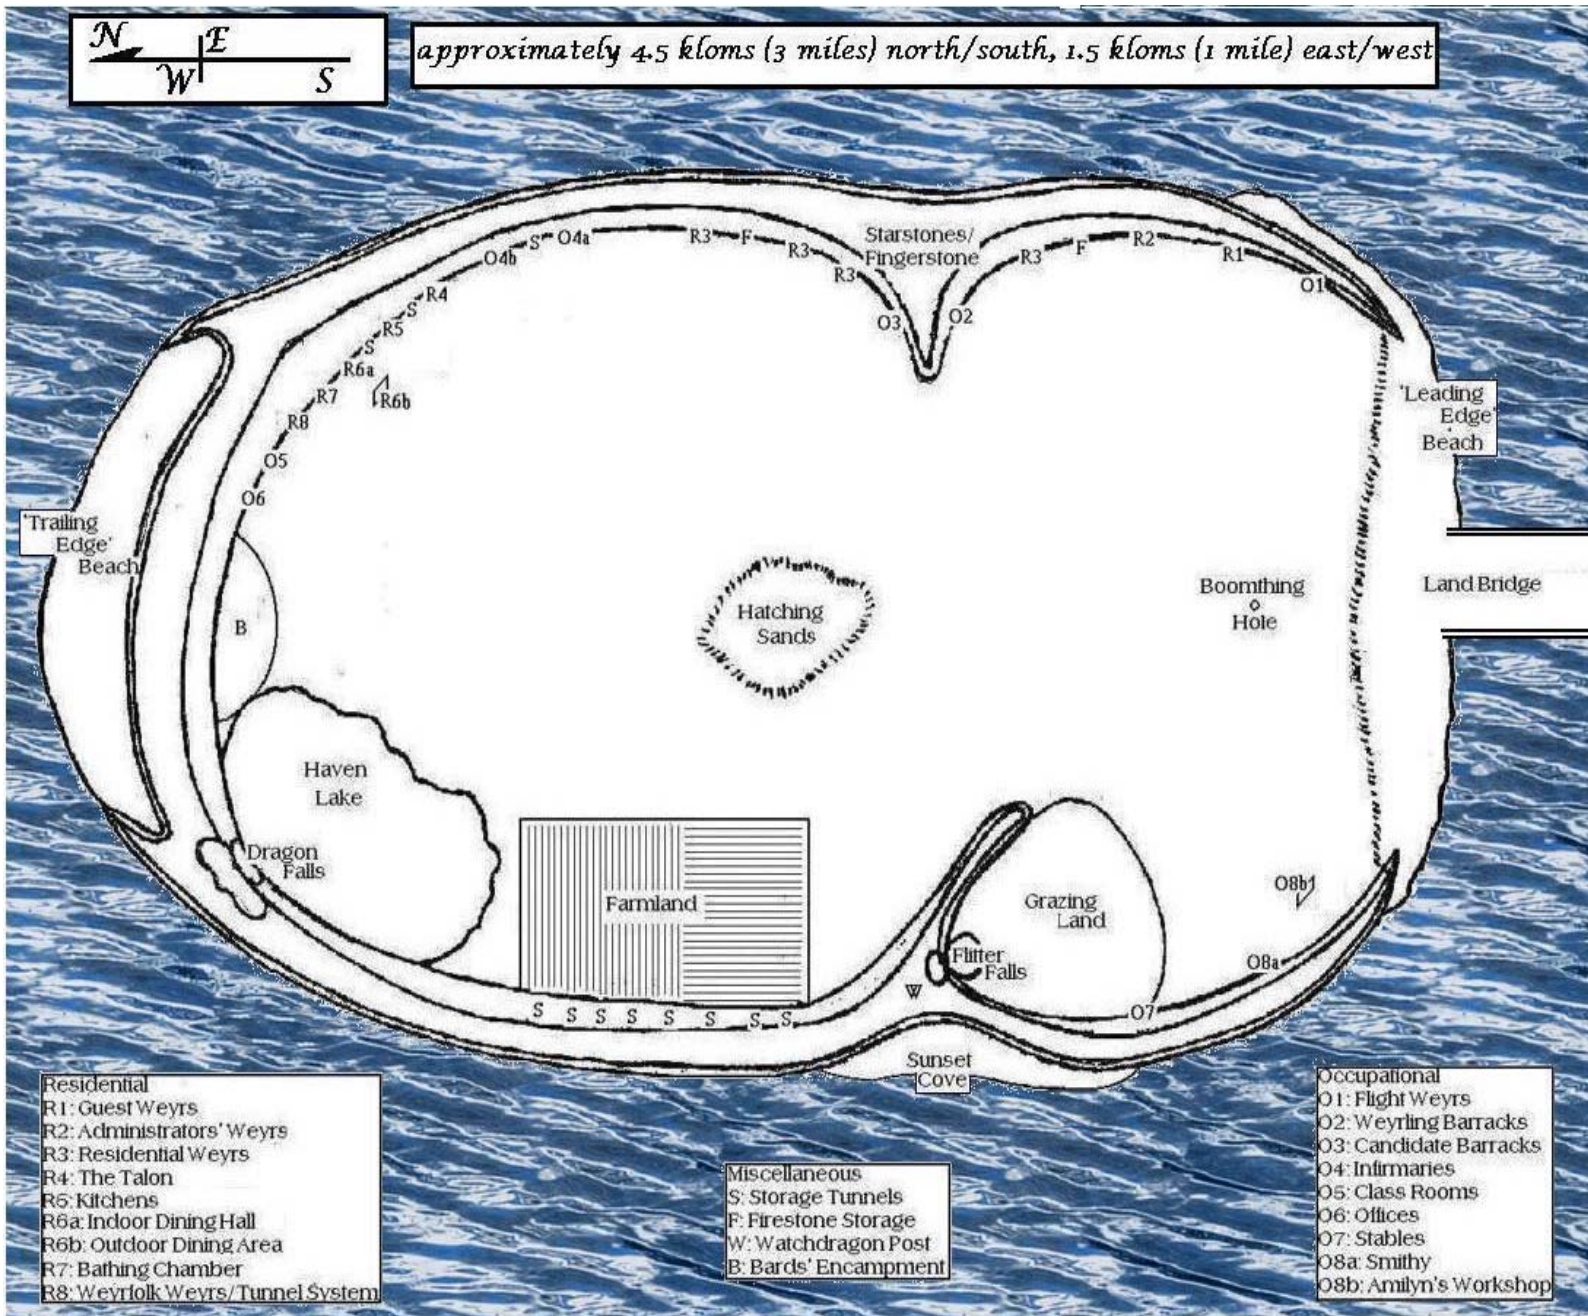 N E
W S
approximately 4.5 kloms (3 miles) north/south, 1.5 kloms (1 mile) east/west
Starstones/
Fingerstone
R3 F R3 R3 O3
O2 R3 F R2 R1 O1
O4a
S
O4b
R4
S
R5
S
R6a
R6b
R7
R8
O5
O6
'Leading
Edge'
Beach
'Trailing
Edge'
Beach
B
Hatching
Sands
Boomthing
Hole
Land Bridge
Haven
Lake
Dragon
Falls
Farmland
Grazing
Land
Flitter
Falls
W
O8b
O8a
O7
S S S S S S S S
Sunset
Cove
Residential
R1: Guest Weyrs
R2: Administrators' Weyrs
R3: Residential Weyrs
R4: The Talon
R5: Kitchens
R6a: Indoor Dining Hall
R6b: Outdoor Dining Area
R7: Bathing Chamber
R8: Weyrfolk Weyrs/Tunnel System
Miscellaneous
S: Storage Tunnels
F: Firestone Storage
W: Watchdragon Post
B: Bards' Encampment
Occupational
O1: Flight Weyrs
O2: Weyrling Barracks
O3: Candidate Barracks
O4: Infirmaries
O5: Class Rooms
O6: Offices
O7: Stables
O8a: Smithy
O8b: Amilyn's Workshop